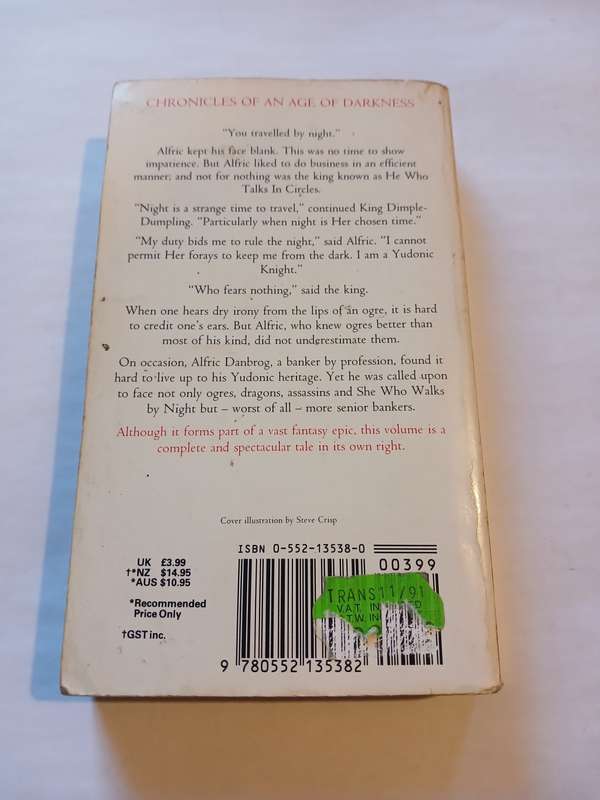 CHRONICLES OF AN AGE OF DARKNESS
“You travelled by night.”
Alfric kept his face blank. This was no time to show
impatience. But Alfric liked to do business in an efficient
manner; and not for nothing was the king known as He Who
Talks In Circles.
“Night is a strange time to travel,” continued King Dimple-
Dumpling. “Particularly when night is Her chosen time.”
“My duty bids me to rule the night,” said Alfric. “I cannot
permit Her forays to keep me from the dark. I am a Yudonic
Knight.”
“Who fears nothing,” said the king.
When one hears dry irony from the lips of an ogre, it is hard
to credit one's ears. But Alfric, who knew ogres better than
most of his kind, did not underestimate them.
On occasion, Alfric Danbrog, a banker by profession, found it
hard to live up to his Yudonic heritage. Yet he was called upon
to face not only ogres, dragons, assassins and She Who Walks
by Night but – worst of all – more senior bankers.
Although it forms part of a vast fantasy epic, this volume is a
complete and spectacular tale in its own right.
Cover illustration by Steve Crisp
UK £3.99
†*NZ $14.95
*AUS $10.95
*Recommended
Price Only
†GST inc.
ISBN 0-552-13538-0
00399
TRANS 11/91
V.A.T. IN
T.W. IN
9 780552 135382